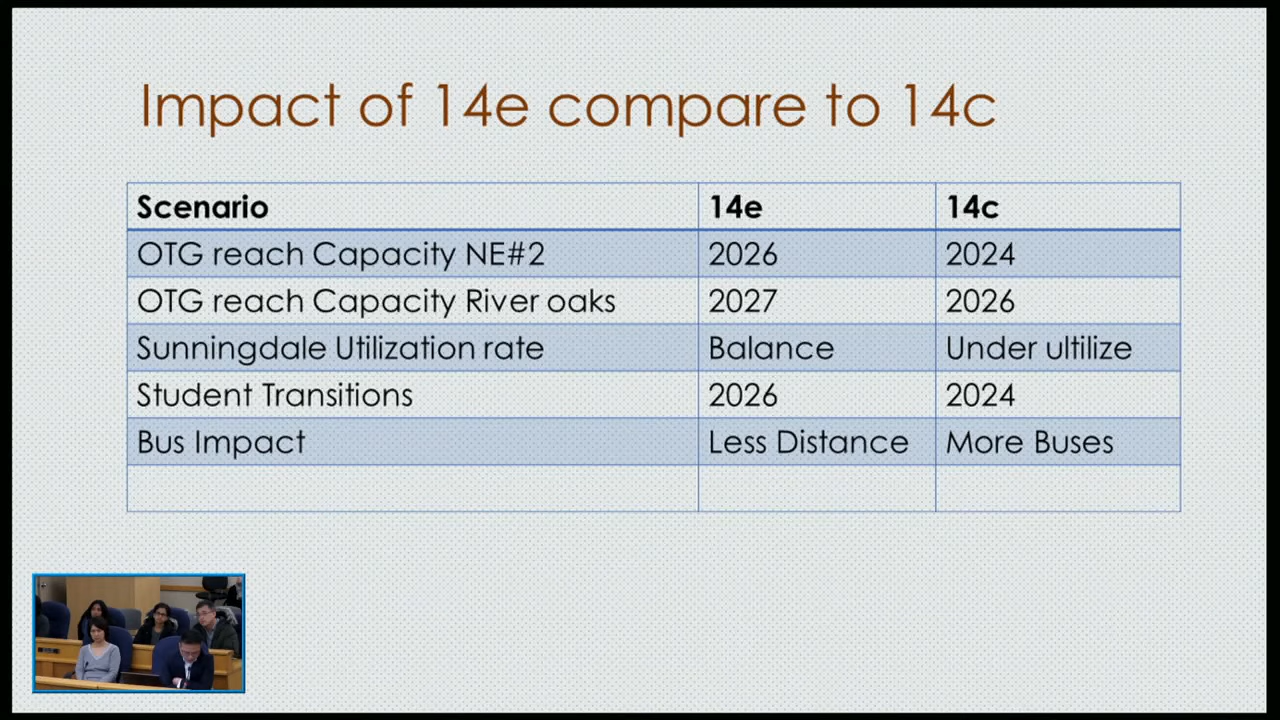 Impact of 14e compare to 14c
Scenario 14e 14c
OTG reach Capacity NE#2 2026 2024
OTG reach Capacity River oaks 2027 2026
Sunningdale Utilization rate Balance Under ultilize
Student Transitions 2026 2024
Bus Impact Less Distance More Buses